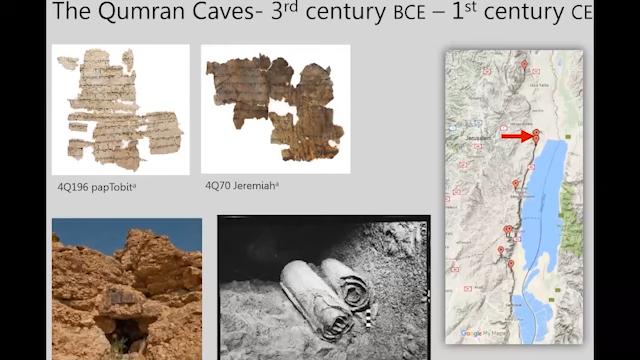 The Qumran Caves- 3rd century BCE – 1st century CE
4Q196 papTobitᵃ
4Q70 Jeremiahᵃ
Jerusalem
Google My Maps